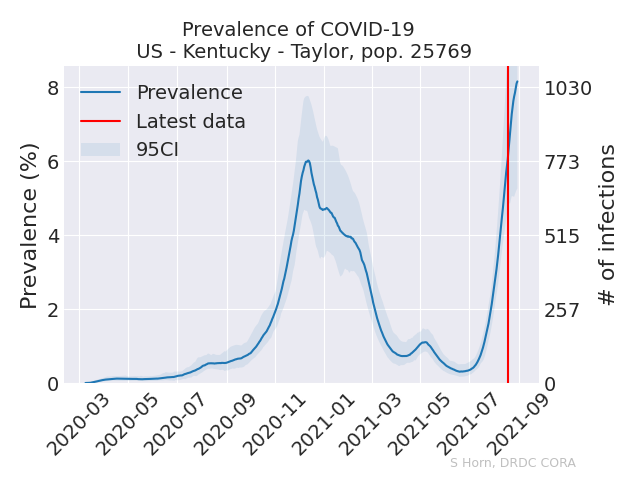 Prevalence of COVID-19
US - Kentucky - Taylor, pop. 25769
Prevalence
Latest data
95CI
Prevalence (%)
8
6
4
2
0
1030
773
515
257
0
# of infections
2020-03
2020-05
2020-07
2020-09
2020-11
2021-01
2021-03
2021-05
2021-07
2021-09
S Horn, DRDC CORA